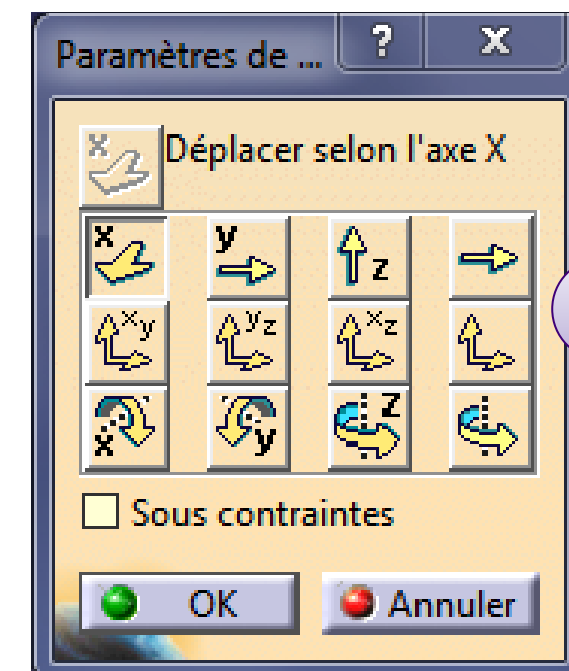 Paramètres de ... ? X
X Déplacer selon l'axe X
X y z
x y y z x z
x y z
Sous contraintes
OK Annuler